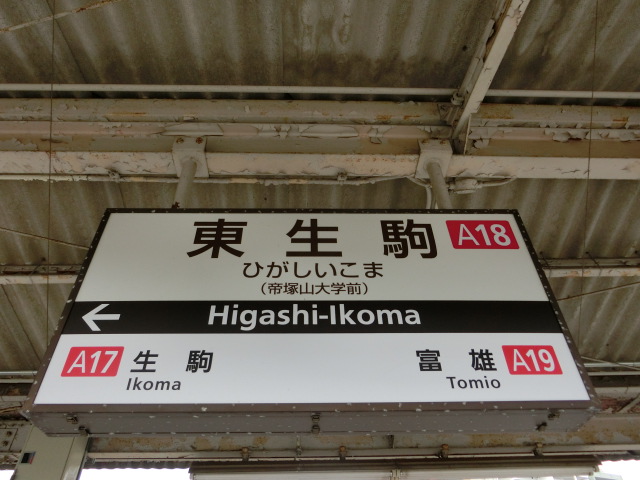 東生駒 A18
ひがしいこま
(帝塚山大学前)
← Higashi-Ikoma
A17 生駒 富雄 A19
Ikoma Tomio